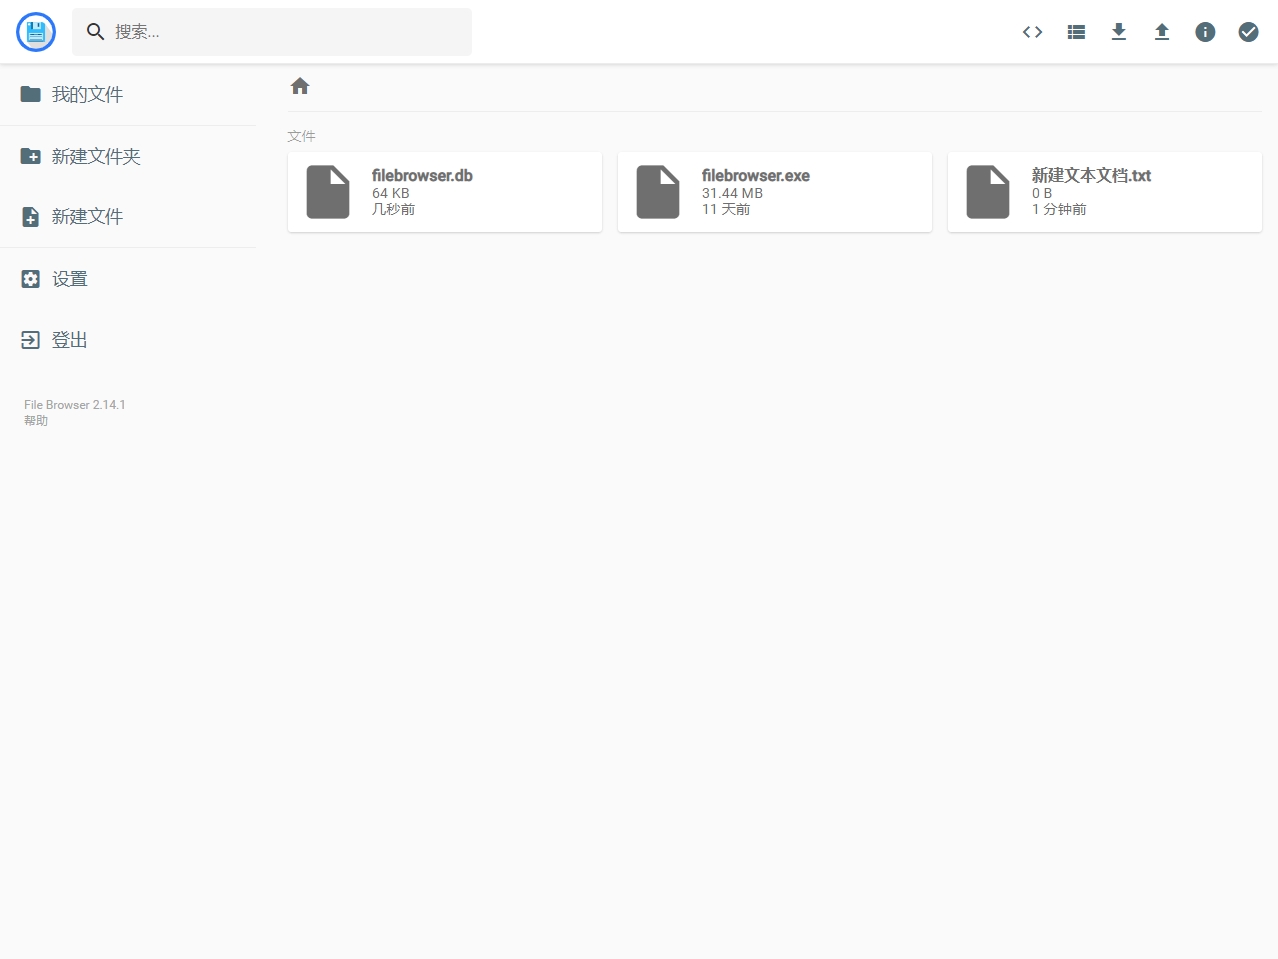 搜索...
我的文件
新建文件夹
新建文件
设置
登出
File Browser 2.14.1
帮助
文件
filebrowser.db
64 KB
几秒前
filebrowser.exe
31.44 MB
11 天前
新建文本文档.txt
0 B
1 分钟前